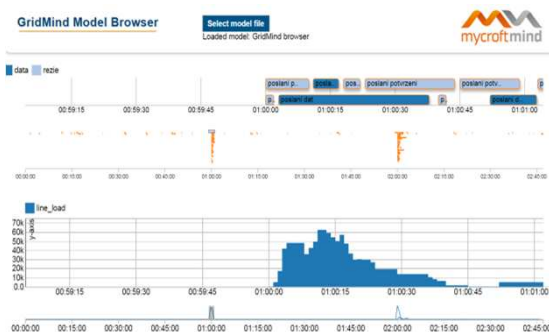 GridMind Model Browser
Select model file
Loaded model: GridMind browser
mycroftmind
data rezie
poslani p.. posla... pos... poslani potvrzeni poslani potv...
p.. poslani dat p.. poslani d...
00:59:15 00:59:30 00:59:45 01:00:00 01:00:15 01:00:30 01:00:45 01:01:00
00:00:00 00:15:00 00:30:00 00:45:00 01:00:00 01:15:00 01:30:00 01:45:00 02:00:00 02:15:00 02:30:00 02:45:00
line_load
70k
60k
50k
40k
30k
20k
10k
0.0
y-axis
00:59:15 00:59:30 00:59:45 01:00:00 01:00:15 01:00:30 01:00:45 01:01:00
00:00:00 00:15:00 00:30:00 00:45:00 01:00:00 01:15:00 01:30:00 01:45:00 02:00:00 02:15:00 02:30:00 02:45:00